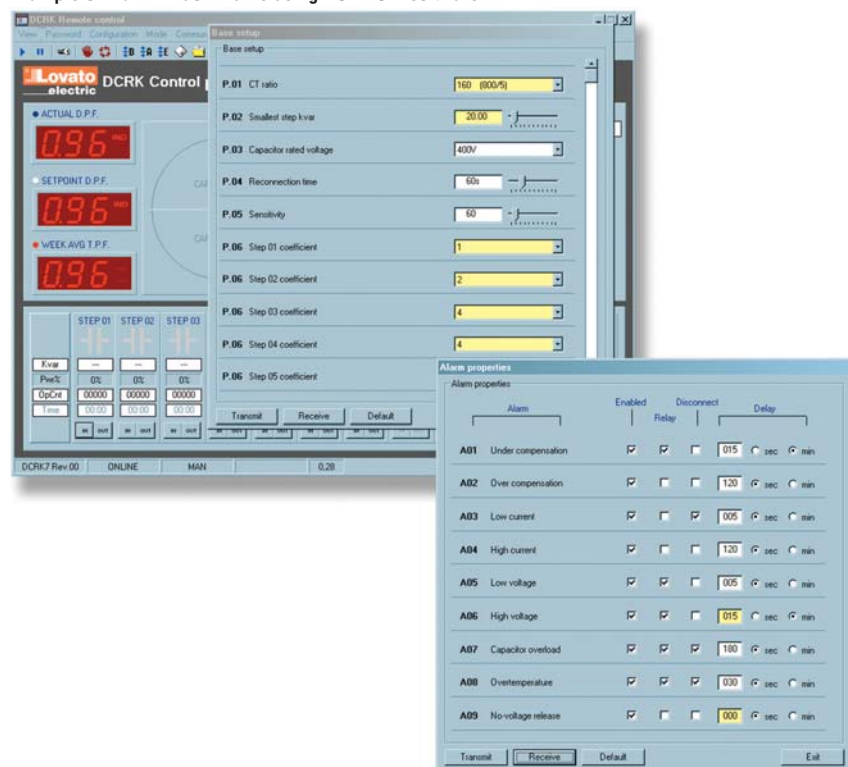 DCRK Remote control
View Password Configuration Mode
Base setup
Base setup
Lovato electric DCRK Control
ACTUAL D.P.F.
0.96 IND
SETPOINT D.P.F.
0.96 IND
WEEK AVG T.P.F.
0.96
P.01 CT ratio 160 (800/5)
P.02 Smallest step kvar 20.00
P.03 Capacitor rated voltage 400V
P.04 Reconnection time 60s
P.05 Sensitivity 60
P.06 Step 01 coefficient 1
P.06 Step 02 coefficient 2
P.06 Step 03 coefficient 4
P.06 Step 04 coefficient 4
P.06 Step 05 coefficient
Transmit Receive Default
STEP 01 STEP 02 STEP 03
Kvar --- --- ---
Pwe% 0% 0% 0%
OpCnt 00000 00000 00000
Time 00:00 00:00 00:00
IN OUT IN OUT IN OUT
DCRK7 Rev.00 ONLINE MAN 0,28
Alarm properties
Alarm properties
Alarm Enabled Relay Disconnect Delay
A01 Under compensation 015 sec min
A02 Over compensation 120 sec min
A03 Low current 005 sec min
A04 High current 120 sec min
A05 Low voltage 005 sec min
A06 High voltage 015 sec min
A07 Capacitor overload 180 sec min
A08 Overtemperature 030 sec min
A09 No-voltage release 000 sec min
Transmit Receive Default Exit